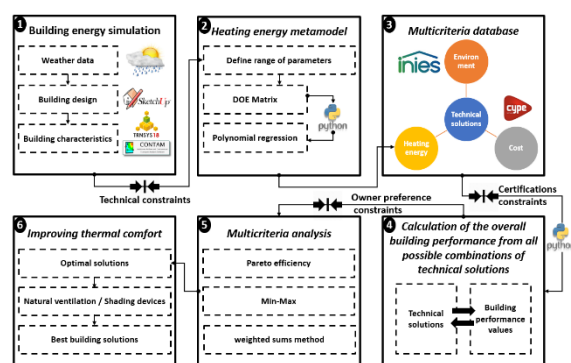 1 Building energy simulation
Weather data
Building design
SketchUp
Building characteristics
TRNSYS18
CONTAM
2 Heating energy metamodel
Define range of parameters
DOE Matrix
python
Polynomial regression
3 Multicriteria database
inies
Environ
ment
cype
Technical
solutions
Heating
energy
Cost
Technical constraints
Owner preference
constraints
Certifications
constraints
python
6 Improving thermal comfort
Optimal solutions
Natural ventilation / Shading devices
Best building solutions
5 Multicriteria analysis
Pareto efficiency
Min-Max
weighted sums method
4 Calculation of the overall
building performance from all
possible combinations of
technical solutions
Technical
solutions
Building
performance
values